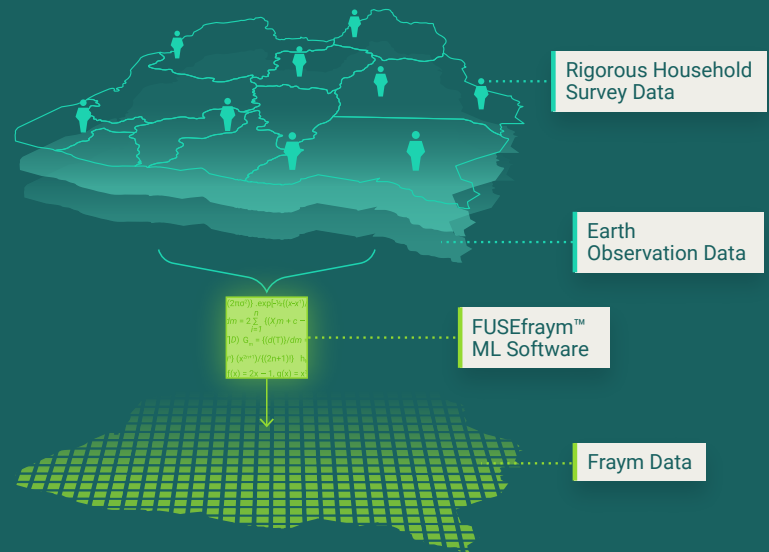 Rigorous Household
Survey Data
Earth
Observation Data
FUSEfraym™
ML Software
Fraym Data